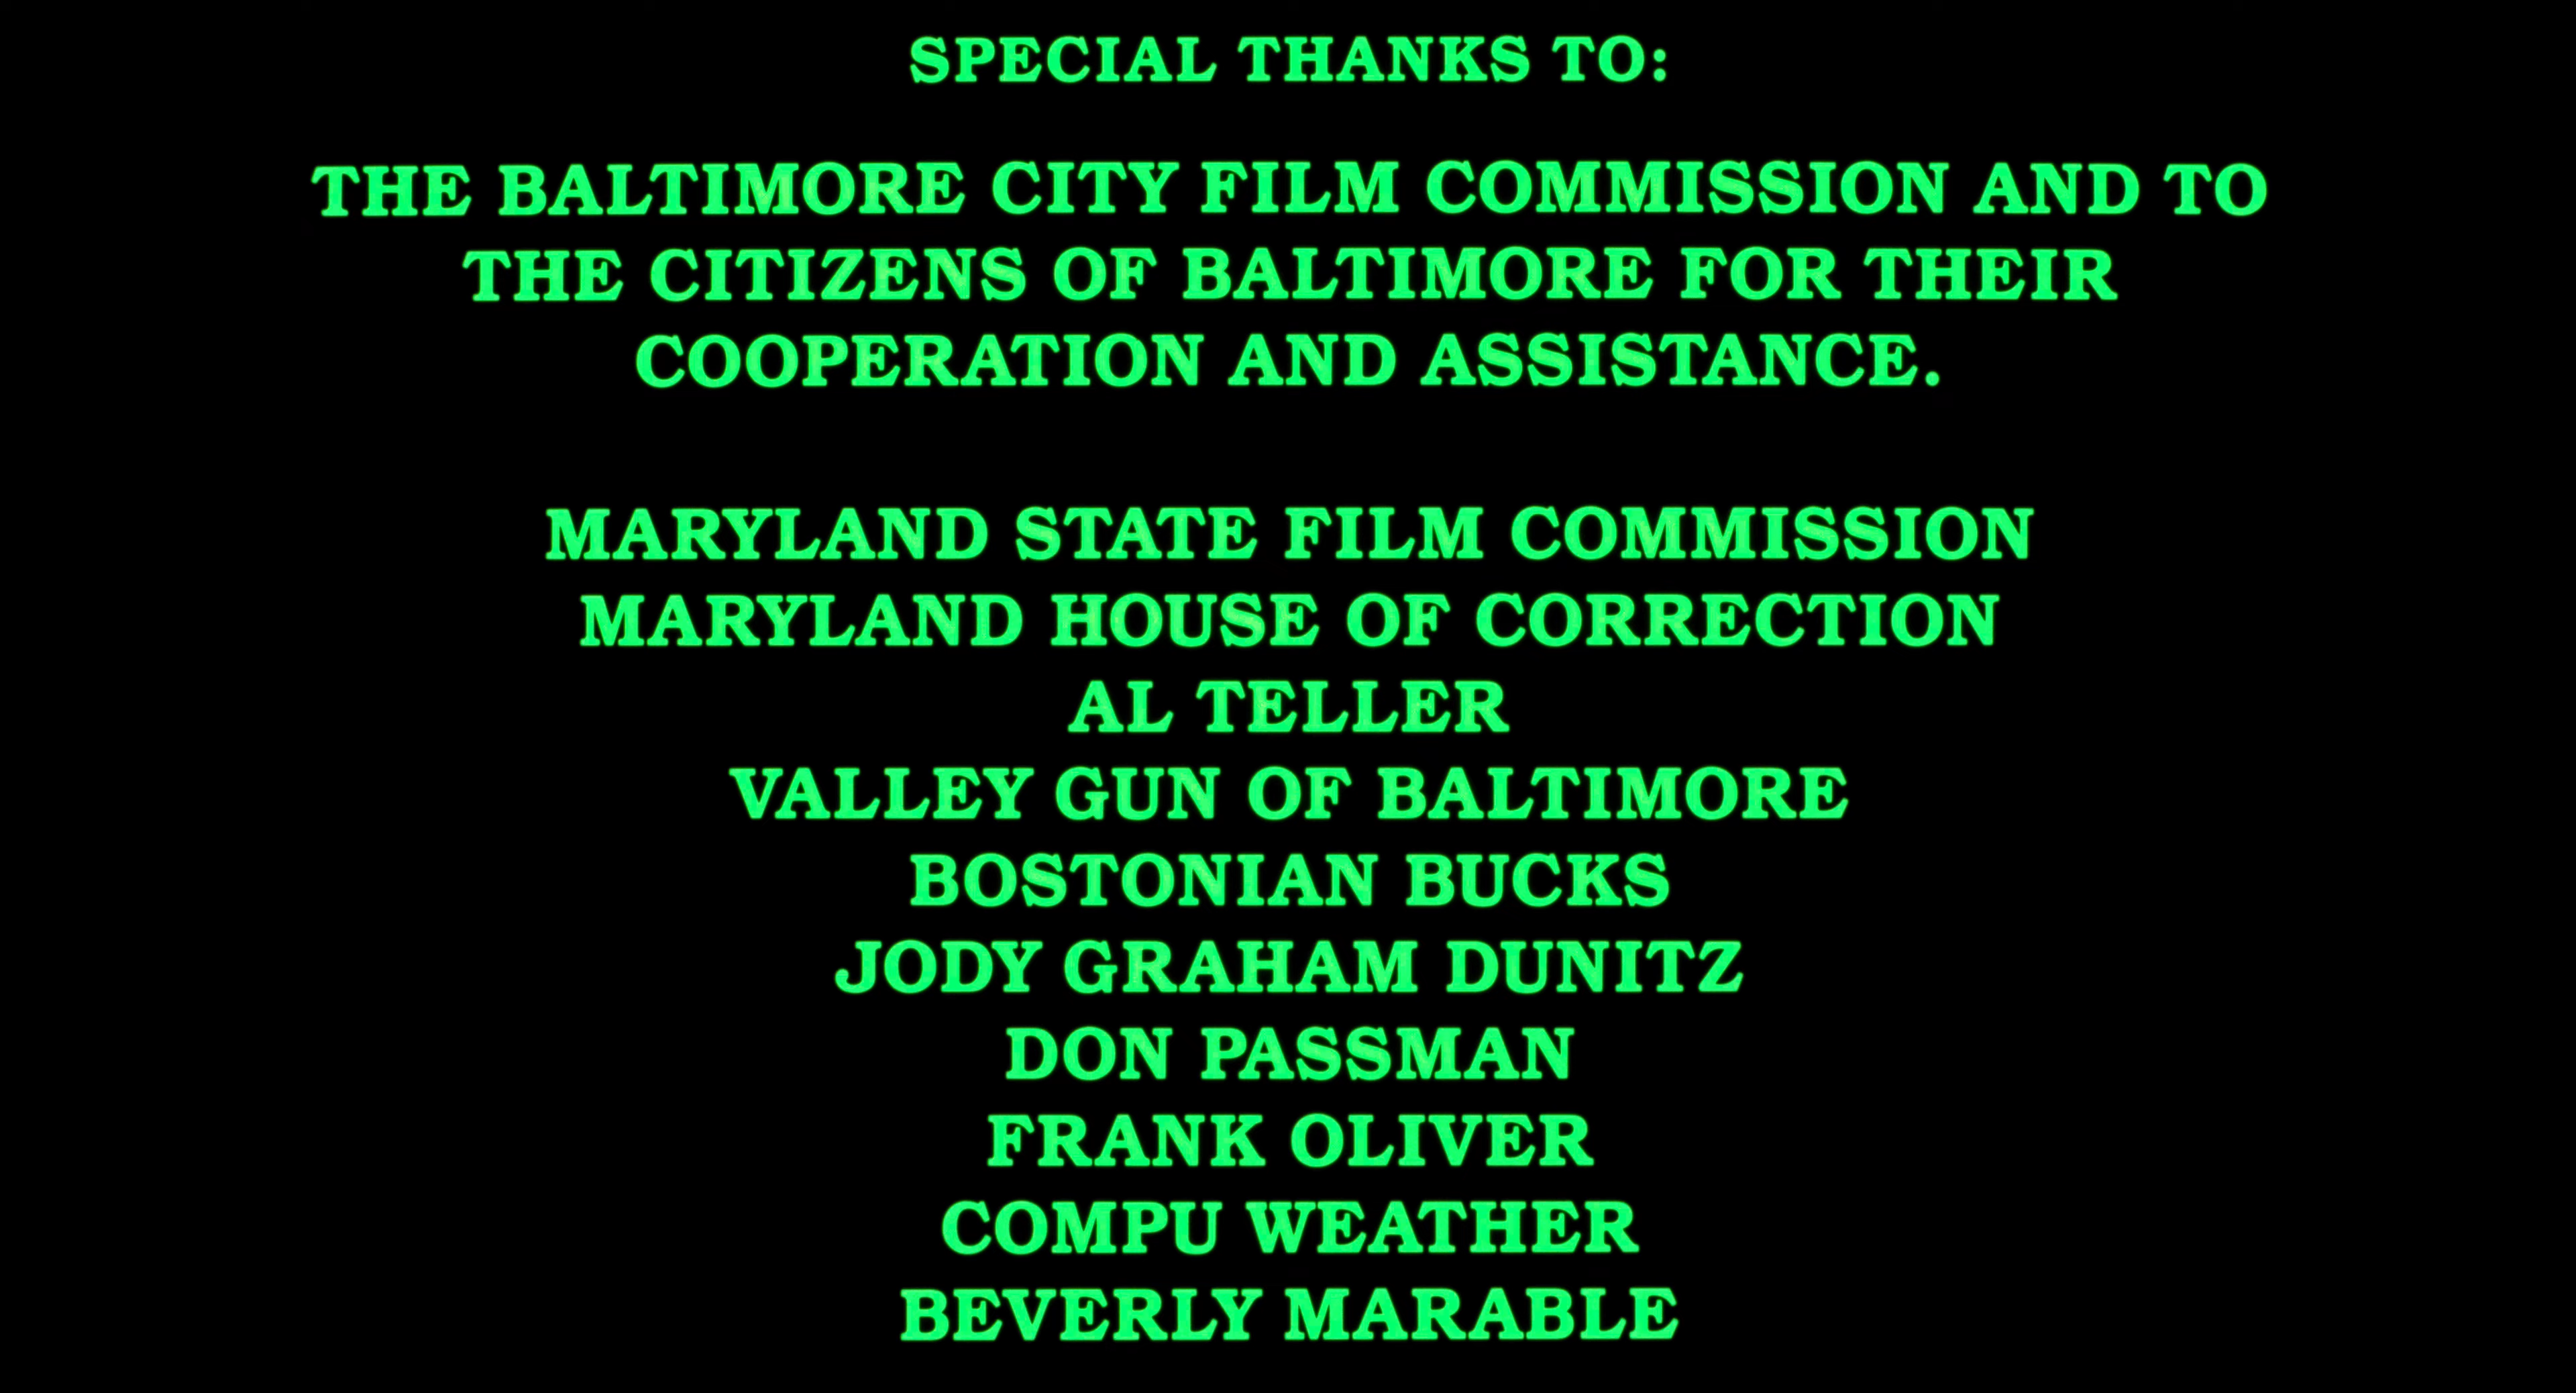 SPECIAL THANKS TO:
THE BALTIMORE CITY FILM COMMISSION AND TO
THE CITIZENS OF BALTIMORE FOR THEIR
COOPERATION AND ASSISTANCE.
MARYLAND STATE FILM COMMISSION
MARYLAND HOUSE OF CORRECTION
AL TELLER
VALLEY GUN OF BALTIMORE
BOSTONIAN BUCKS
JODY GRAHAM DUNITZ
DON PASSMAN
FRANK OLIVER
COMPU WEATHER
BEVERLY MARABLE